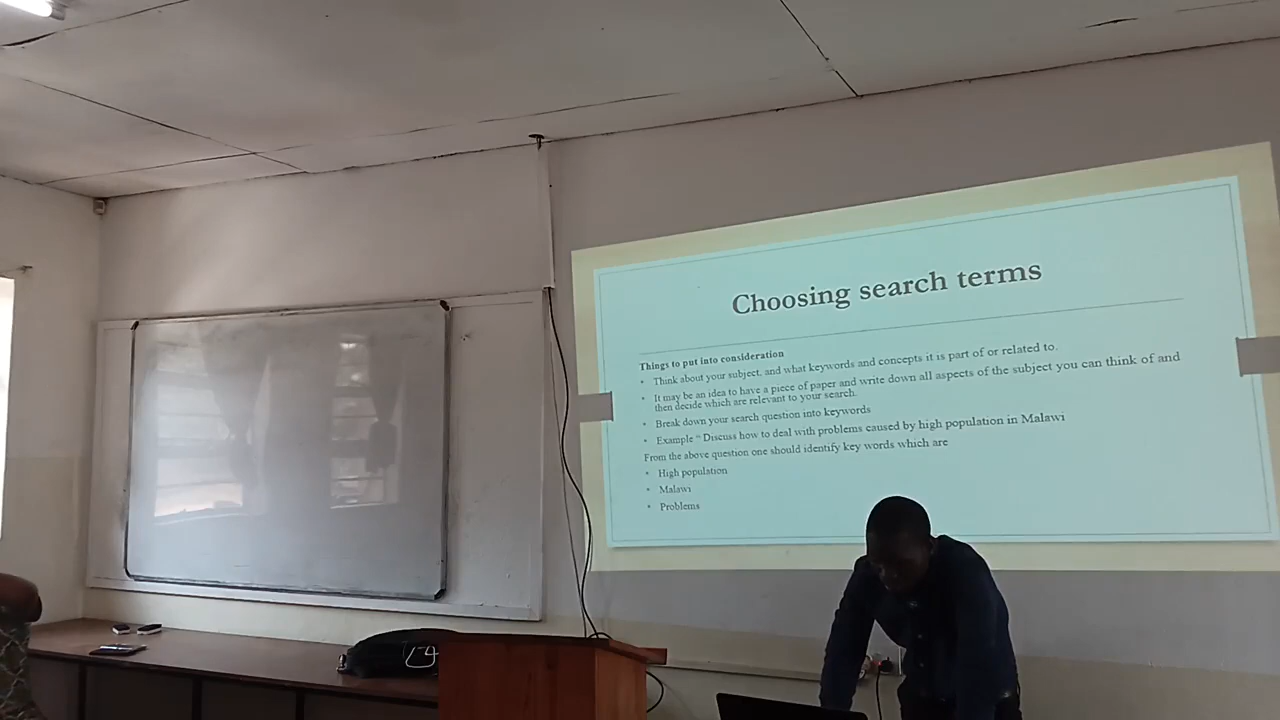 Choosing search terms
Things to put into consideration
• Think about your subject, and what keywords and concepts it is part of or related to.
• It may be an idea to have a piece of paper and write down all aspects of the subject you can think of and
then decide which are relevant to your search.
• Break down your search question into keywords
• Example “ Discuss how to deal with problems caused by high population in Malawi
From the above question one should identify key words which are
• High population
• Malawi
• Problems